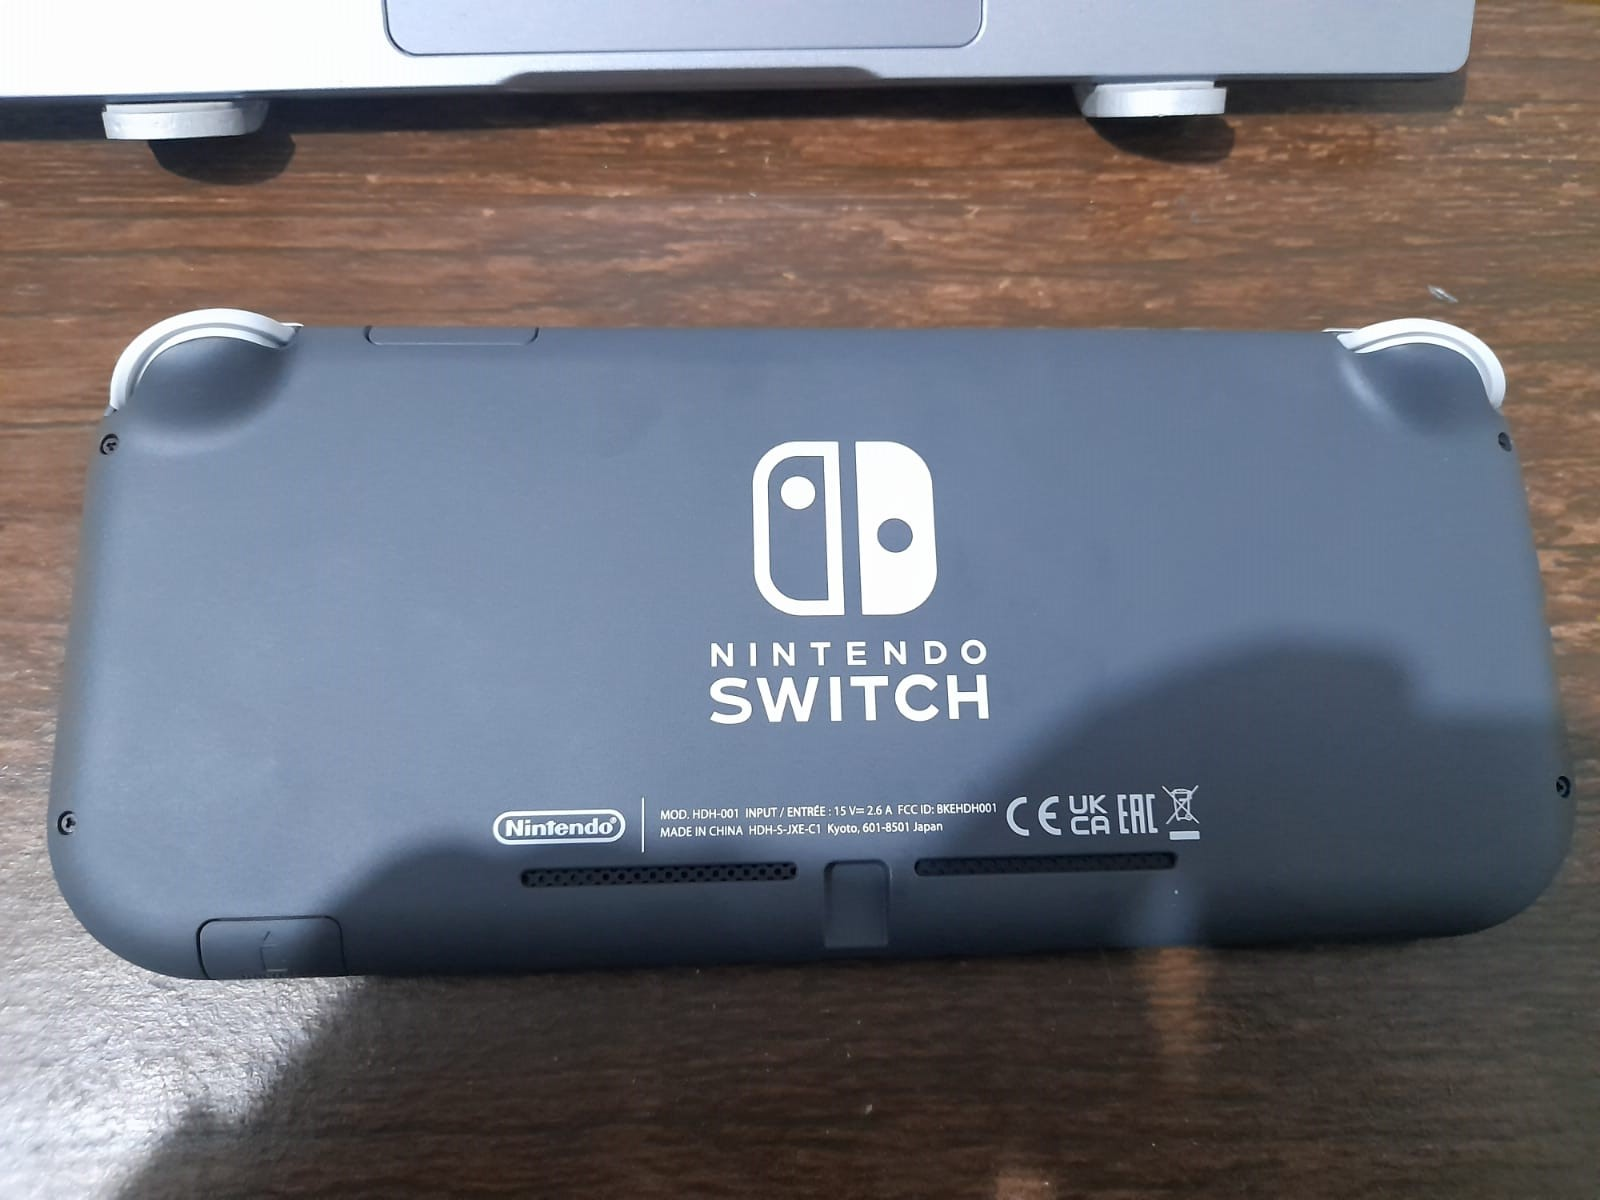 NINTENDO
SWITCH
Nintendo®
MOD. HDH-001 INPUT / ENTRÉE : 15 V⎓ 2.6 A FCC ID: BKEHDH001
MADE IN CHINA HDH-S-JXE-C1 Kyoto, 601-8501 Japan
CE UK CA EAC